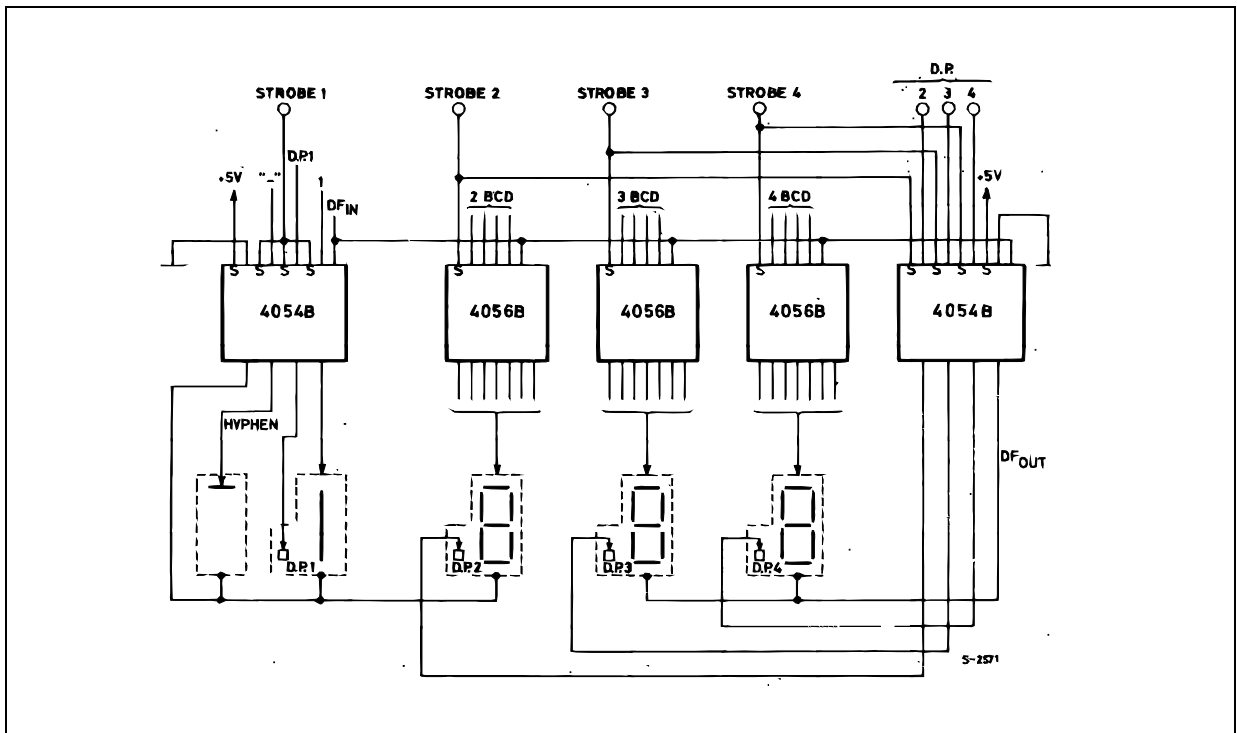 D.P.
STROBE 1 STROBE 2 STROBE 3 STROBE 4 2 3 4
+5V "-" D.P.1 1 DF IN 2 BCD 3 BCD 4 BCD +5V
S S S S S S S S S S S
4054B 4056B 4056B 4056B 4054B
HYPHEN
DF OUT
D.P.1 D.P.2 D.P.3 D.P.4
S-2571